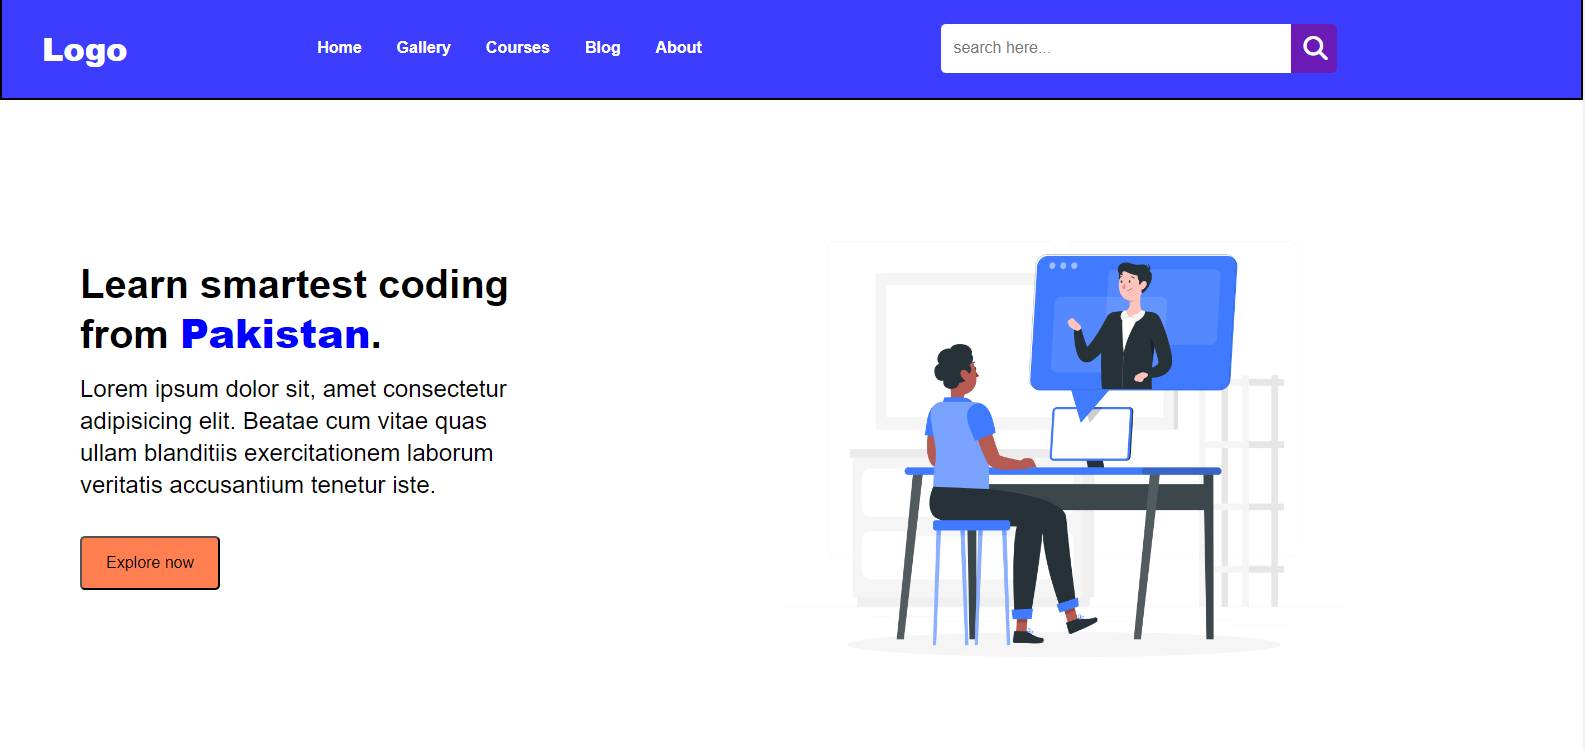 Logo
Home Gallery Courses Blog About
search here...
Learn smartest coding
from Pakistan.
Lorem ipsum dolor sit, amet consectetur
adipisicing elit. Beatae cum vitae quas
ullam blanditiis exercitationem laborum
veritatis accusantium tenetur iste.
Explore now